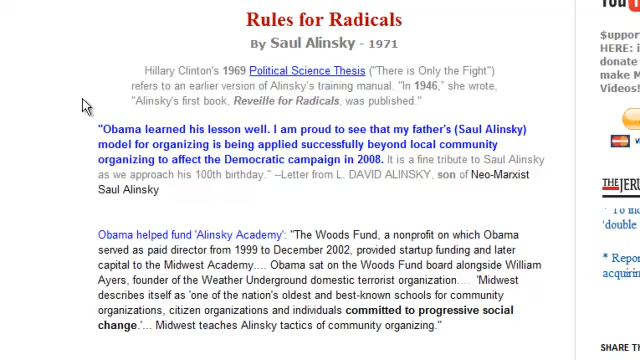 Rules for Radicals
By Saul Alinsky - 1971
Hillary Clinton's 1969 Political Science Thesis ("There is Only the Fight")
refers to an earlier version of Alinsky's training manual. "In 1946," she wrote,
"Alinsky's first book, Reveille for Radicals, was published."
"Obama learned his lesson well. I am proud to see that my father's (Saul Alinsky)
model for organizing is being applied successfully beyond local community
organizing to affect the Democratic campaign in 2008. It is a fine tribute to Saul Alinsky
as we approach his 100th birthday." --Letter from L. DAVID ALINSKY, son of Neo-Marxist
Saul Alinsky
Obama helped fund 'Alinsky Academy': "The Woods Fund, a nonprofit on which Obama
served as paid director from 1999 to December 2002, provided startup funding and later
capital to the Midwest Academy.... Obama sat on the Woods Fund board alongside William
Ayers, founder of the Weather Underground domestic terrorist organization.... 'Midwest
describes itself as 'one of the nation's oldest and best-known schools for community
organizations, citizen organizations and individuals committed to progressive social
change.'... Midwest teaches Alinsky tactics of community organizing."
$uppor
HERE: i
donate
make M
Videos!
VISA
THE JERU
'double
* Repor
acquirin
SHARE TI